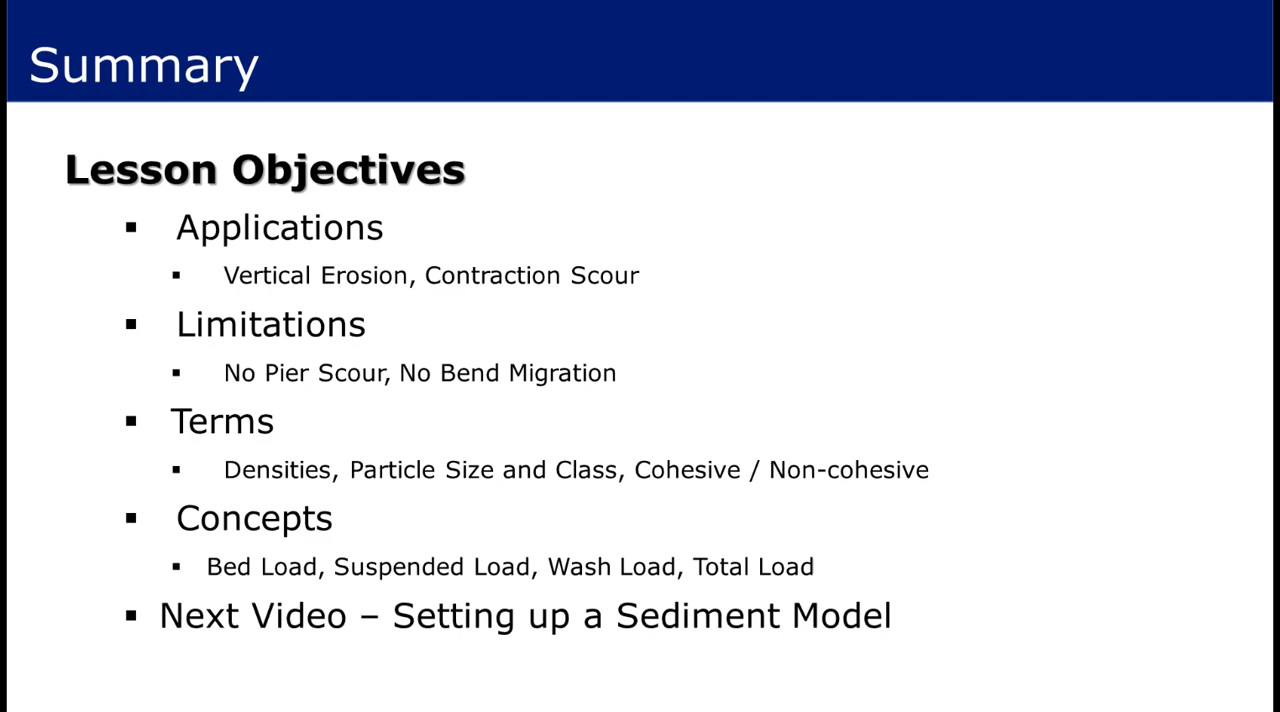 Summary
Lesson Objectives
▪ Applications
▪ Vertical Erosion, Contraction Scour
▪ Limitations
▪ No Pier Scour, No Bend Migration
▪ Terms
▪ Densities, Particle Size and Class, Cohesive / Non-cohesive
▪ Concepts
▪ Bed Load, Suspended Load, Wash Load, Total Load
▪ Next Video – Setting up a Sediment Model